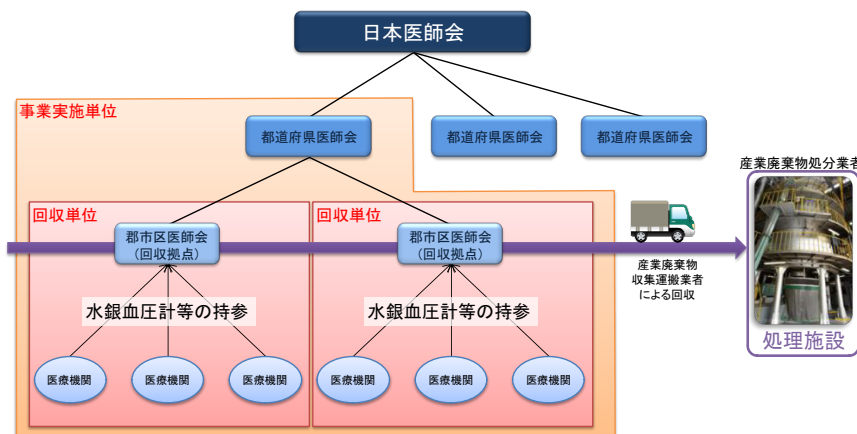 日本医師会
事業実施単位
都道府県医師会
都道府県医師会
都道府県医師会
産業廃棄物処分業者
回収単位
回収単位
郡市区医師会
(回収拠点)
郡市区医師会
(回収拠点)
産業廃棄物
収集運搬業者
による回収
水銀血圧計等の持参
水銀血圧計等の持参
処理施設
医療機関
医療機関
医療機関
医療機関
医療機関
医療機関